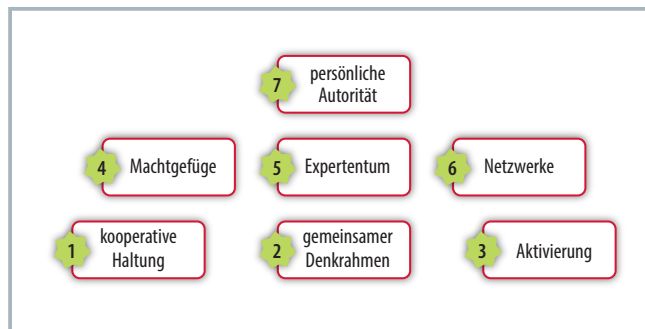 7 persönliche
Autorität
4 Machtgefüge
5 Expertentum
6 Netzwerke
1 kooperative
Haltung
2 gemeinsamer
Denkrahmen
3 Aktivierung